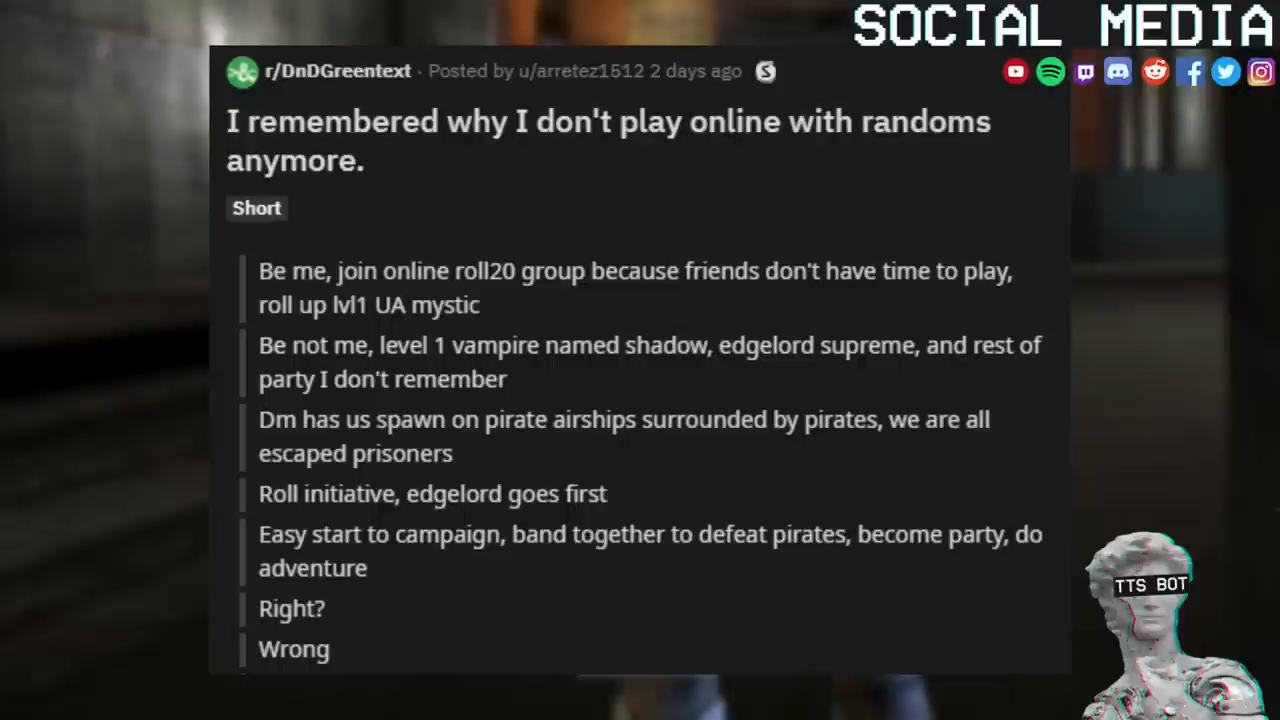 SOCIAL MEDIA
r/DnDGreentext · Posted by u/arretez1512 2 days ago
I remembered why I don't play online with randoms
anymore.
Short
Be me, join online roll20 group because friends don't have time to play,
roll up lvl1 UA mystic
Be not me, level 1 vampire named shadow, edgelord supreme, and rest of
party I don't remember
Dm has us spawn on pirate airships surrounded by pirates, we are all
escaped prisoners
Roll initiative, edgelord goes first
Easy start to campaign, band together to defeat pirates, become party, do
adventure
Right?
Wrong
TTS BOT